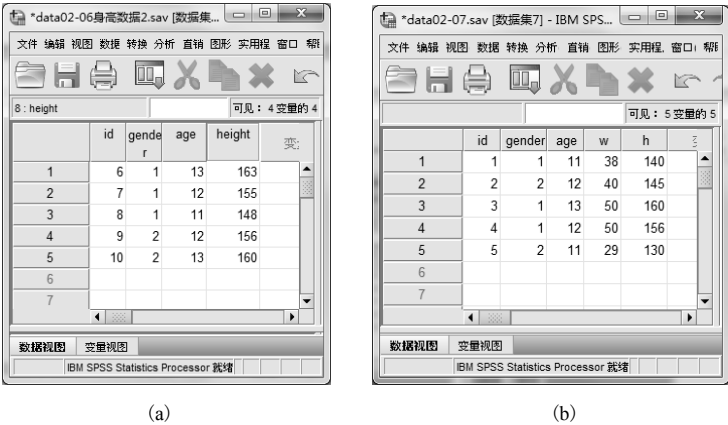 *data02-06身高数据2.sav [数据集...
文件 编辑 视图 数据 转换 分析 直销 图形 实用程 窗口 帮
8 : height
可见： 4 变量的 4
id gender age height 变
1 6 1 13 163
2 7 1 12 155
3 8 1 11 148
4 9 2 12 156
5 10 2 13 160
6
7
数据视图 变量视图
IBM SPSS Statistics Processor 就绪
(a)
*data02-07.sav [数据集7] - IBM SPS...
文件 编辑 视图 数据 转换 分析 直销 图形 实用程. 窗口 帮
可见： 5 变量的 5
id gender age w h
1 1 1 11 38 140
2 2 2 12 40 145
3 3 1 13 50 160
4 4 1 12 50 156
5 5 2 11 29 130
6
7
数据视图 变量视图
IBM SPSS Statistics Processor 就绪
(b)